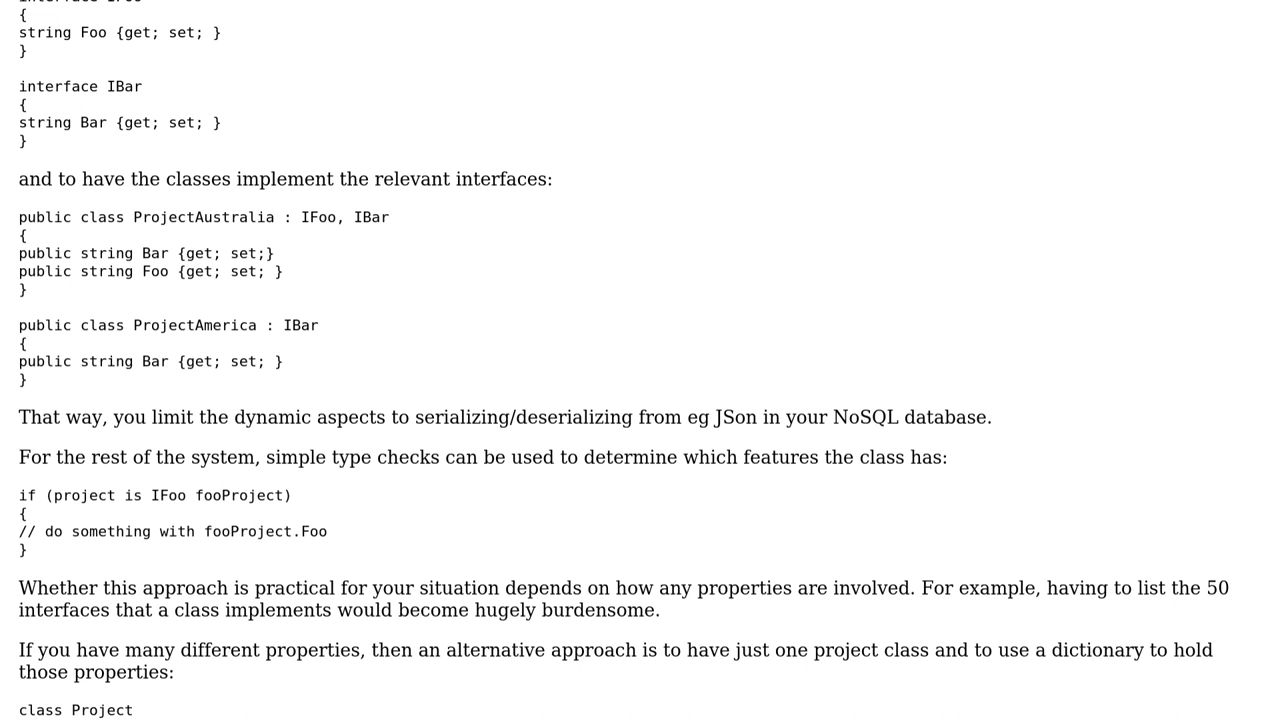 {
string Foo {get; set; }
}
interface IBar
{
string Bar {get; set; }
}
and to have the classes implement the relevant interfaces:
public class ProjectAustralia : IFoo, IBar
{
public string Bar {get; set;}
public string Foo {get; set; }
}
public class ProjectAmerica : IBar
{
public string Bar {get; set; }
}
That way, you limit the dynamic aspects to serializing/deserializing from eg JSon in your NoSQL database.
For the rest of the system, simple type checks can be used to determine which features the class has:
if (project is IFoo fooProject)
{
// do something with fooProject.Foo
}
Whether this approach is practical for your situation depends on how any properties are involved. For example, having to list the 50
interfaces that a class implements would become hugely burdensome.
If you have many different properties, then an alternative approach is to have just one project class and to use a dictionary to hold
those properties:
class Project